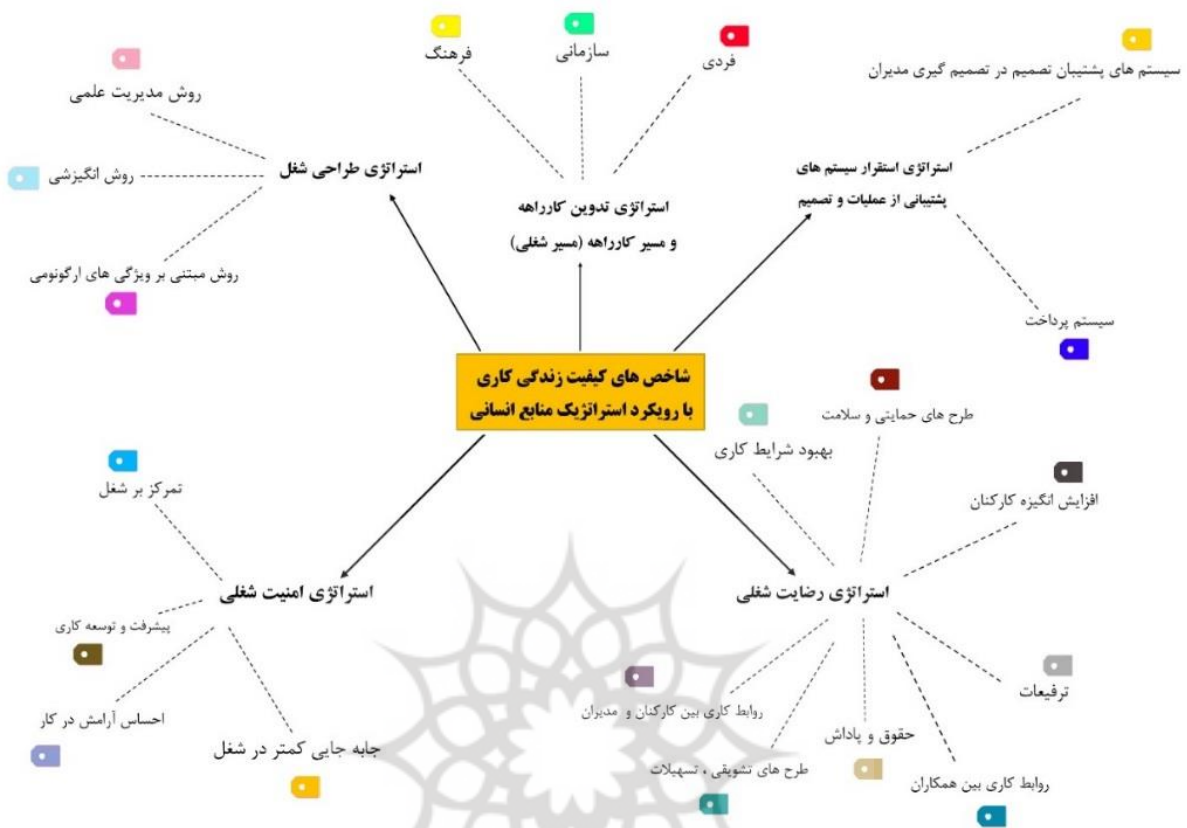 سیستم های پشتیبان تصمیم در تصمیم گیری مدیران
فردی
سازمانی
فرهنگ
روش مدیریت علمی
استراتژی استقرار سیستم های
پشتیبانی از عملیات و تصمیم
استراتژی تدوین کارراهه
و مسیر کارراهه (مسیر شغلی)
استراتژی طراحی شغل
روش انگیزشی
روش مبتنی بر ویژگی های ارگونومی
سیستم پرداخت
شاخص های کیفیت زندگی کاری
با رویکرد استراتژیک منابع انسانی
طرح های حمایتی و سلامت
بهبود شرایط کاری
افزایش انگیزه کارکنان
تمرکز بر شغل
استراتژی رضایت شغلی
استراتژی امنیت شغلی
پیشرفت و توسعه کاری
احساس آرامش در کار
جابه جایی کمتر در شغل
ترفیعات
روابط کاری بین کارکنان و مدیران
حقوق و پاداش
طرح های تشویقی ، تسهیلات
روابط کاری بین همکاران